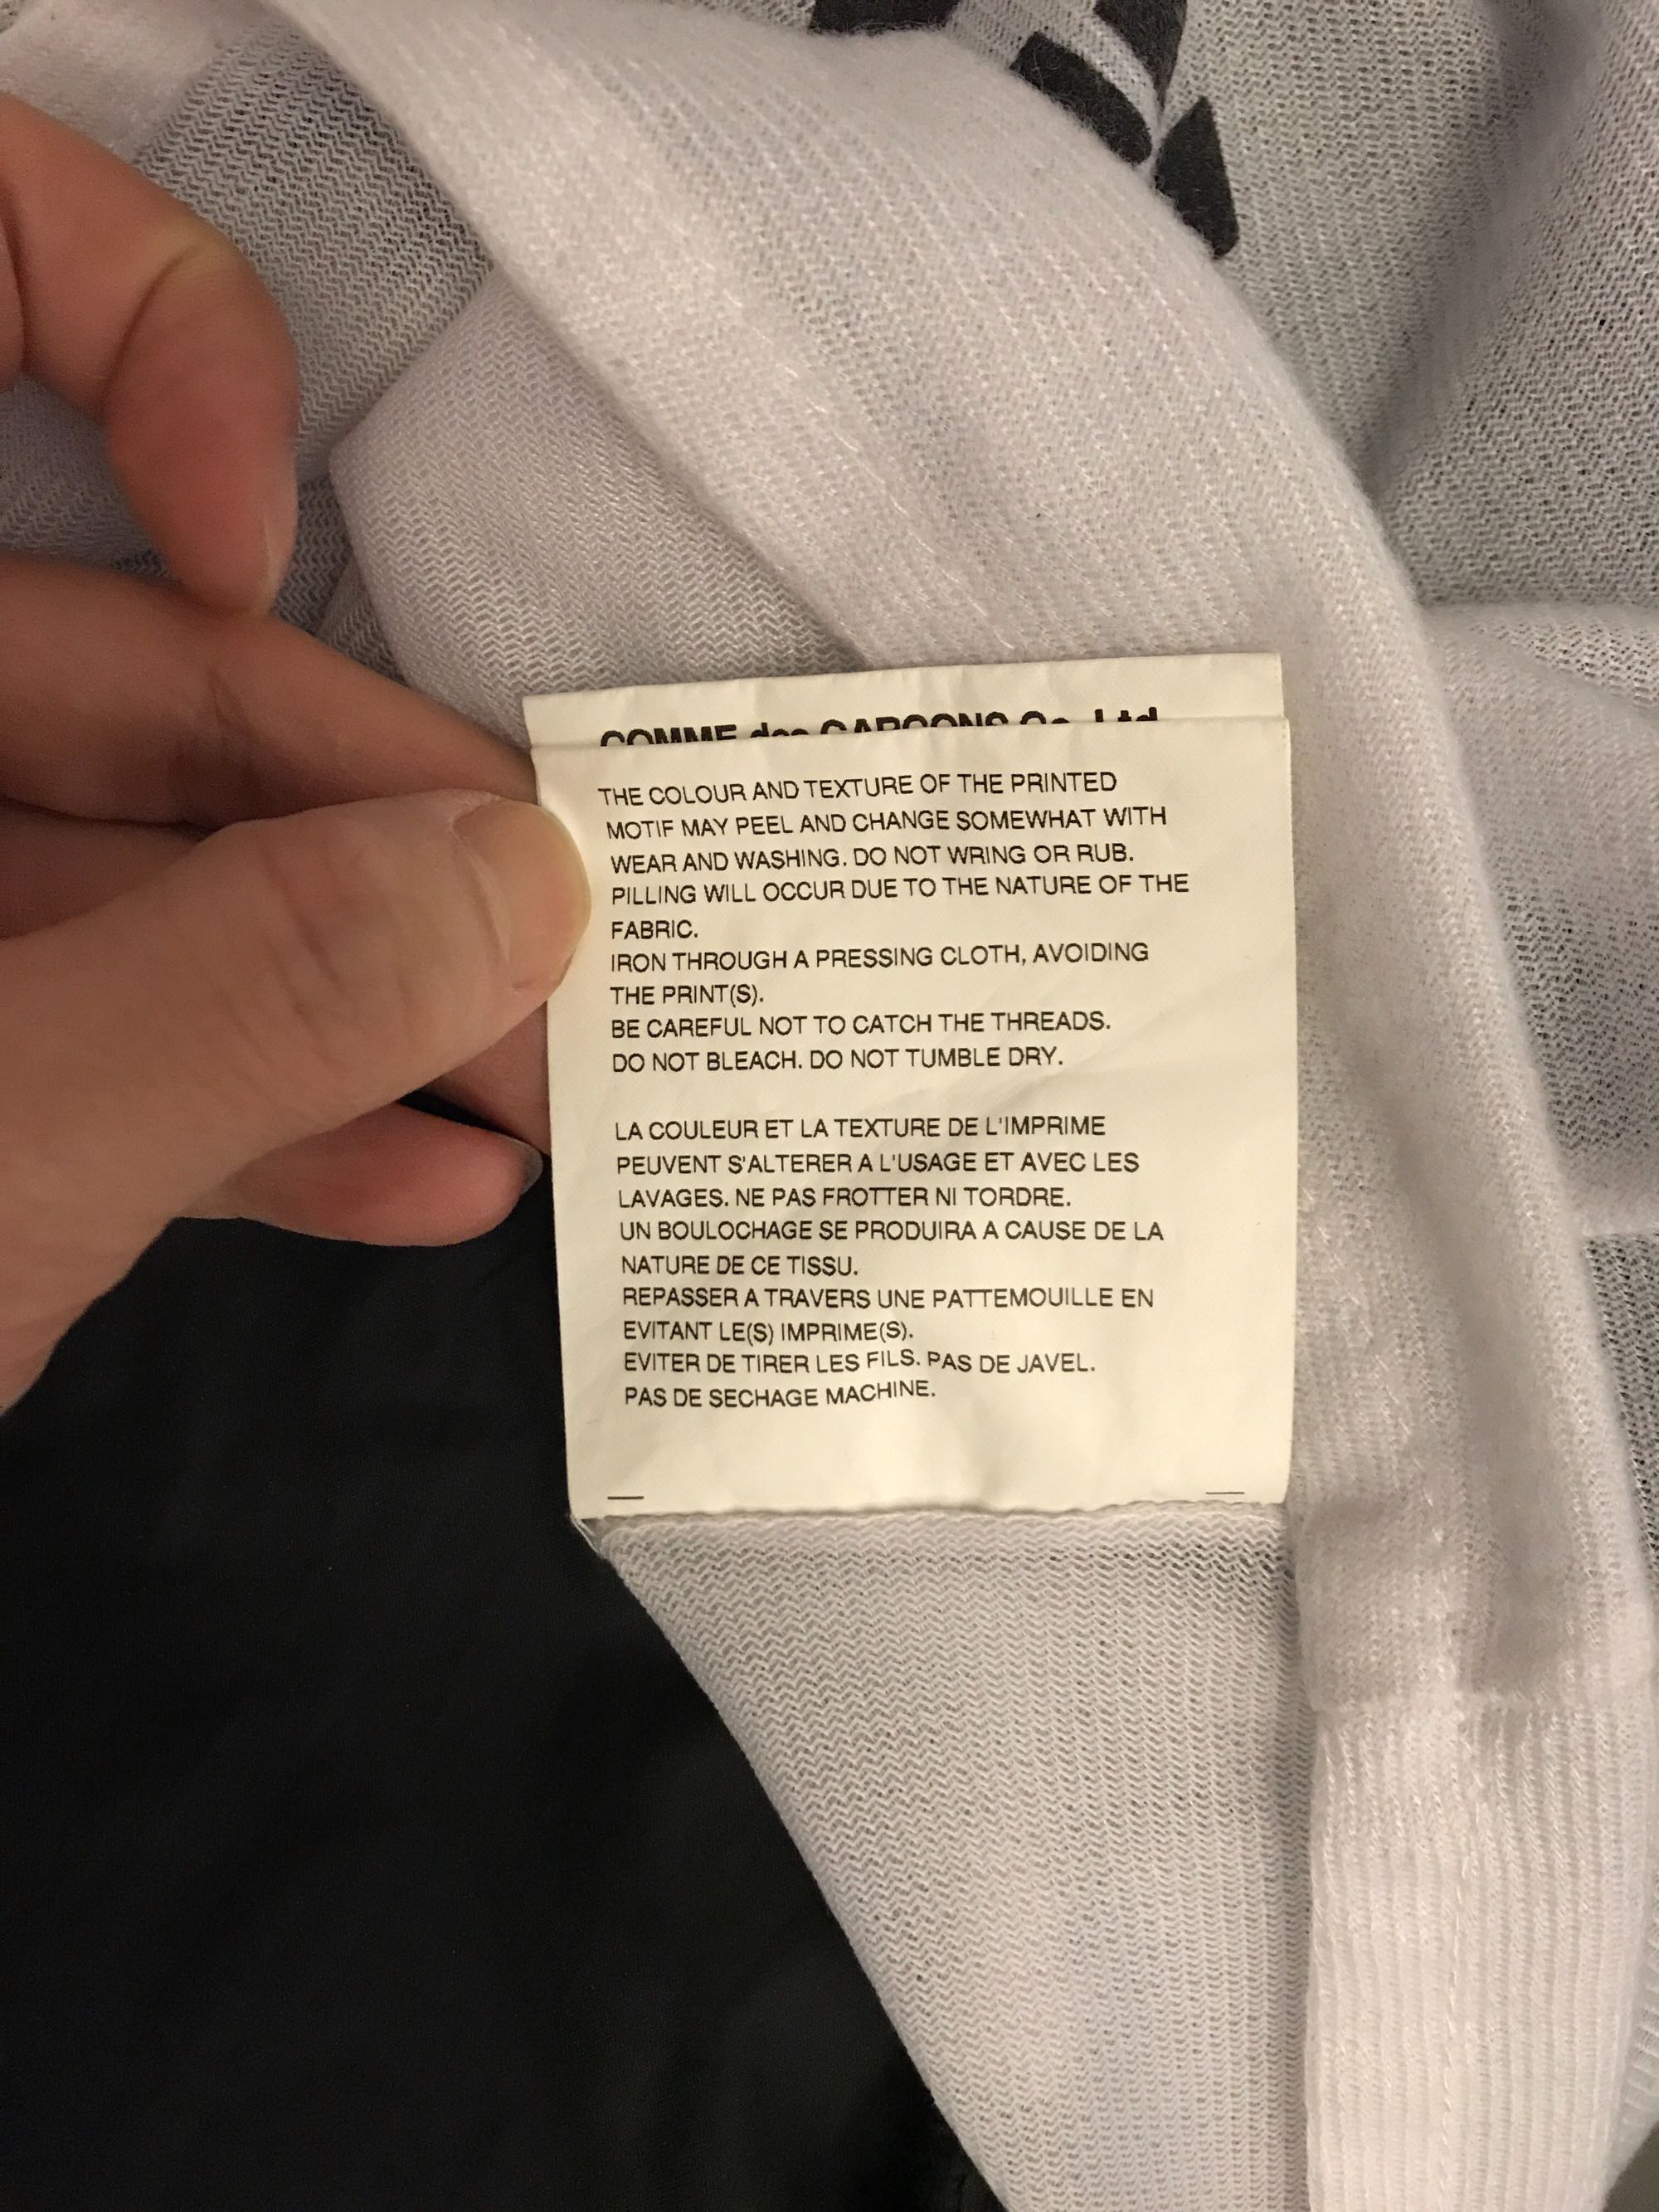 COMME des GARCONS Co., Ltd.
THE COLOUR AND TEXTURE OF THE PRINTED
MOTIF MAY PEEL AND CHANGE SOMEWHAT WITH
WEAR AND WASHING. DO NOT WRING OR RUB.
PILLING WILL OCCUR DUE TO THE NATURE OF THE
FABRIC.
IRON THROUGH A PRESSING CLOTH, AVOIDING
THE PRINT(S).
BE CAREFUL NOT TO CATCH THE THREADS.
DO NOT BLEACH. DO NOT TUMBLE DRY.
LA COULEUR ET LA TEXTURE DE L'IMPRIME
PEUVENT S'ALTERER A L'USAGE ET AVEC LES
LAVAGES. NE PAS FROTTER NI TORDRE.
UN BOULOCHAGE SE PRODUIRA A CAUSE DE LA
NATURE DE CE TISSU.
REPASSER A TRAVERS UNE PATTEMOUILLE EN
EVITANT LE(S) IMPRIME(S).
EVITER DE TIRER LES FILS. PAS DE JAVEL.
PAS DE SECHAGE MACHINE.